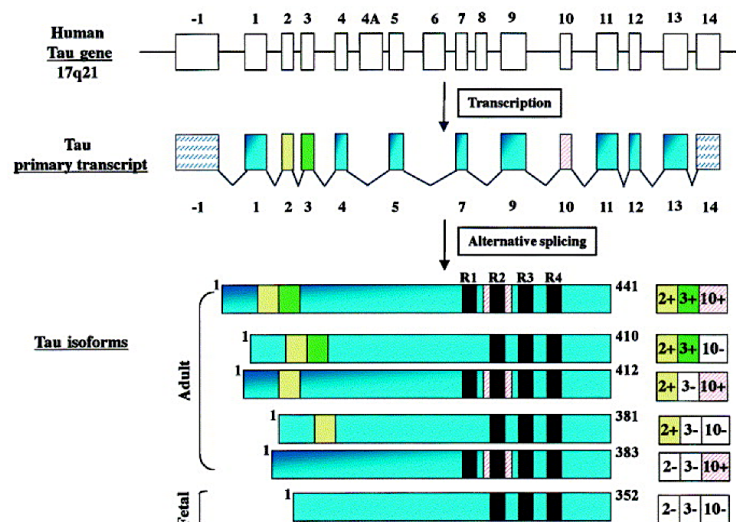 -1 1 2 3 4 4A 5 6 7 8 9 10 11 12 13 14
Human
Tau gene
17q21
Transcription
Tau
primary transcript
-1 1 2 3 4 5 7 9 10 11 12 13 14
Alternative splicing
R1 R2 R3 R4
1 441 2+ 3+ 10+
Tau isoforms
Adult
1 410 2+ 3+ 10-
1 412 2+ 3- 10+
1 381 2+ 3- 10-
1 383 2- 3- 10+
Fetal
1 352 2- 3- 10-